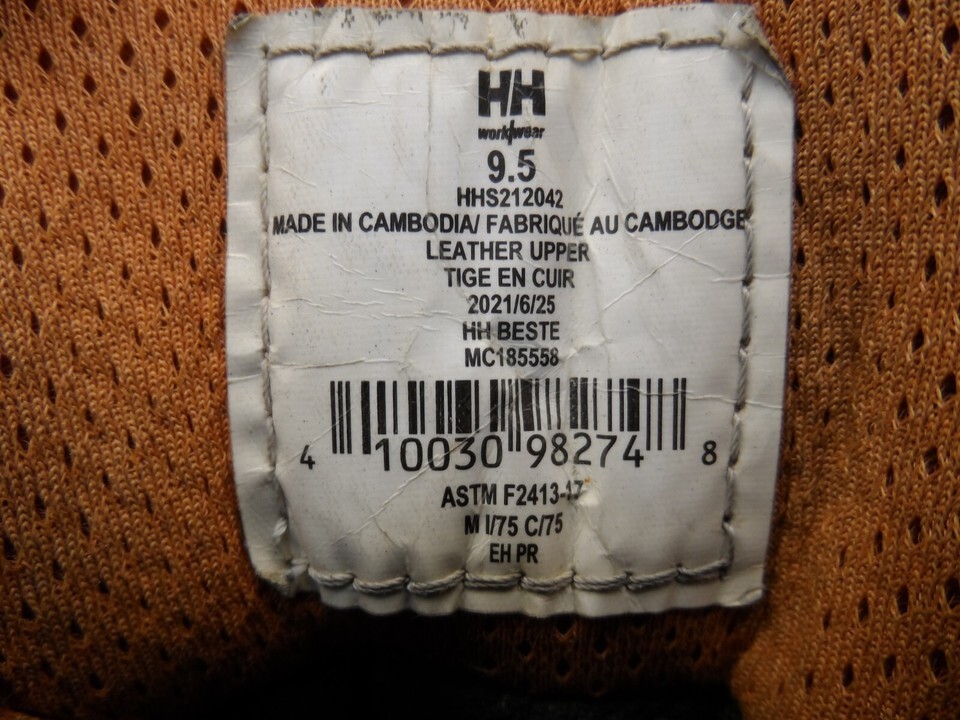 HH
workwear
9.5
HHS212042
MADE IN CAMBODIA/ FABRIQUÉ AU CAMBODGE
LEATHER UPPER
TIGE EN CUIR
2021/6/25
HH BESTE
MC185558
4 10030 98274 8
ASTM F2413-17
M I/75 C/75
EH PR